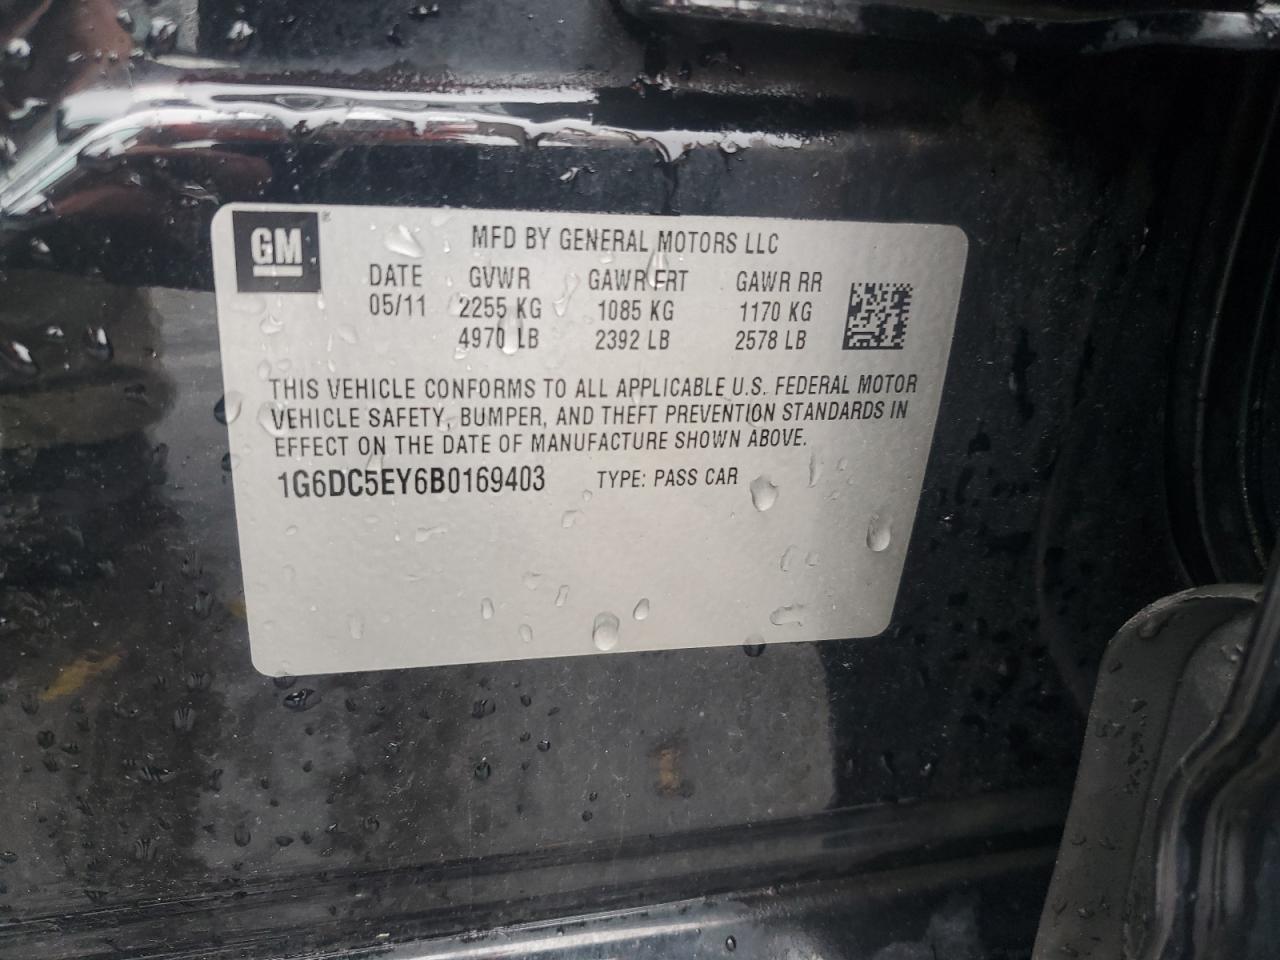 GM ®
MFD BY GENERAL MOTORS LLC
DATE GVWR GAWR FRT GAWR RR
05/11 2255 KG 1085 KG 1170 KG
4970 LB 2392 LB 2578 LB
THIS VEHICLE CONFORMS TO ALL APPLICABLE U.S. FEDERAL MOTOR
VEHICLE SAFETY, BUMPER, AND THEFT PREVENTION STANDARDS IN
EFFECT ON THE DATE OF MANUFACTURE SHOWN ABOVE.
1G6DC5EY6B0169403 TYPE: PASS CAR